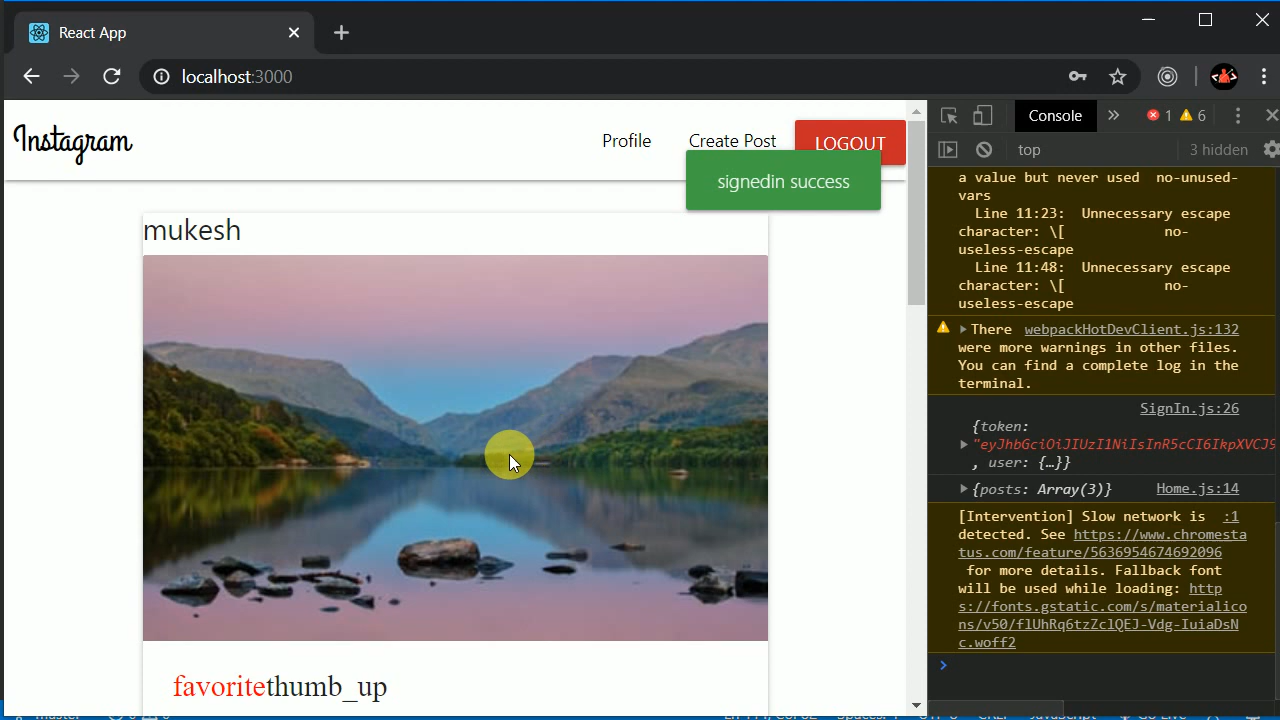 React App
localhost:3000
Instagram
Profile
Create Post
LOGOUT
signedin success
mukesh
favoritethumb_up
Console
1
6
top
3 hidden
a value but never used no-unused-
vars
Line 11:23: Unnecessary escape
character: \[ no-
useless-escape
Line 11:48: Unnecessary escape
character: \[ no-
useless-escape
There webpackHotDevClient.js:132
were more warnings in other files.
You can find a complete log in the
terminal.
SignIn.js:26
{token:
"eyJhbGciOiJIUzI1NiIsInR5cCI6IkpXVCJ9
, user: {…}}
{posts: Array(3)} Home.js:14
[Intervention] Slow network is :1
detected. See https://www.chromesta
tus.com/feature/5636954674692096
for more details. Fallback font
will be used while loading: http
s://fonts.gstatic.com/s/materialico
ns/v50/flUhRq6tzZclQEJ-Vdg-IuiaDsN
c.woff2